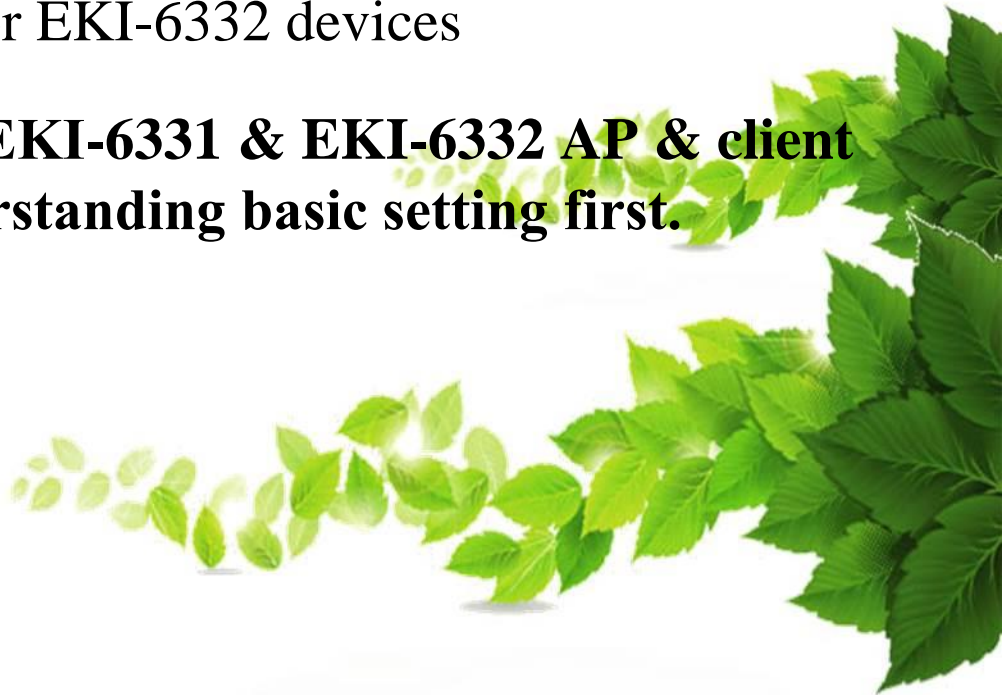 r EKI-6332 devices
EKI-6331 & EKI-6332 AP & client
rstanding basic setting first.